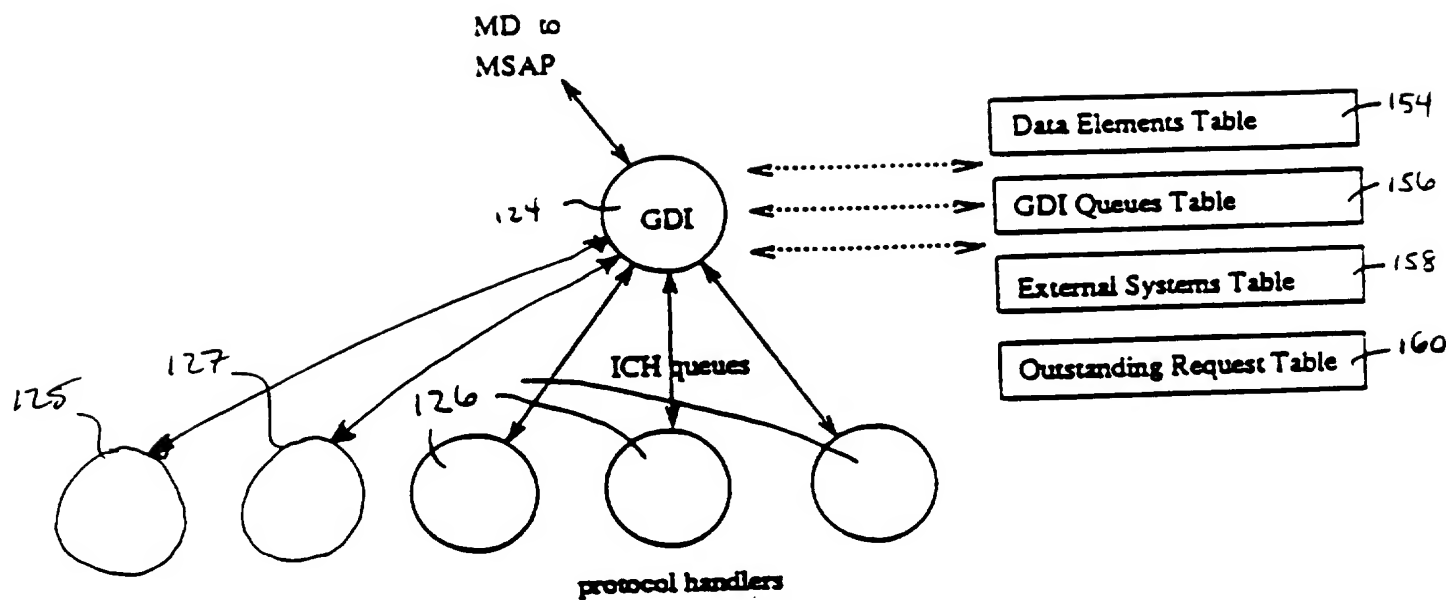 MD to
MSAP
Data Elements Table
154
124
GDI
GDI Queues Table
156
External Systems Table
158
ICH queues
Outstanding Request Table
160
125
127
126
protocol handlers